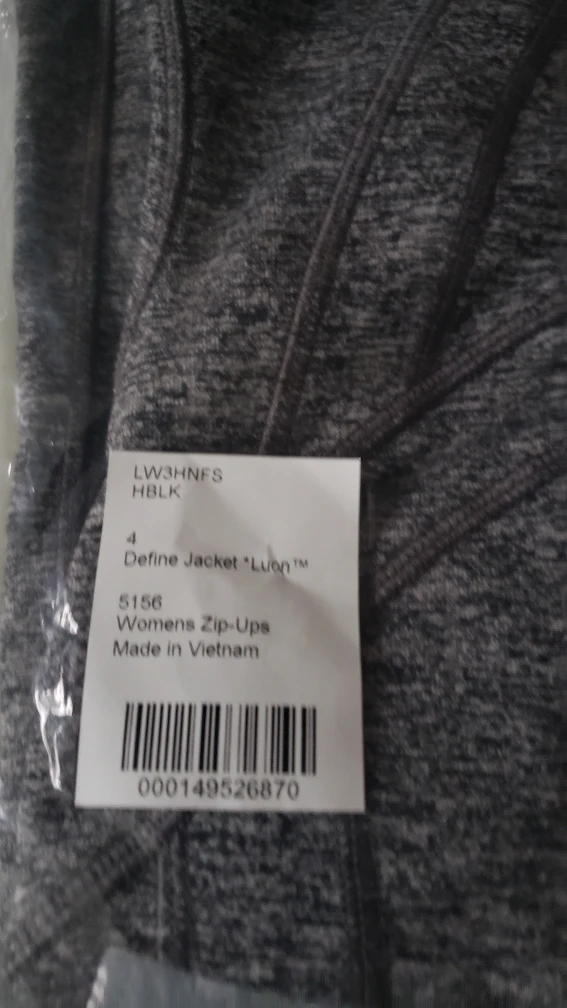 LW3HNFS
HBLK
4
Define Jacket *Luon™
5156
Womens Zip-Ups
Made in Vietnam
000149526870